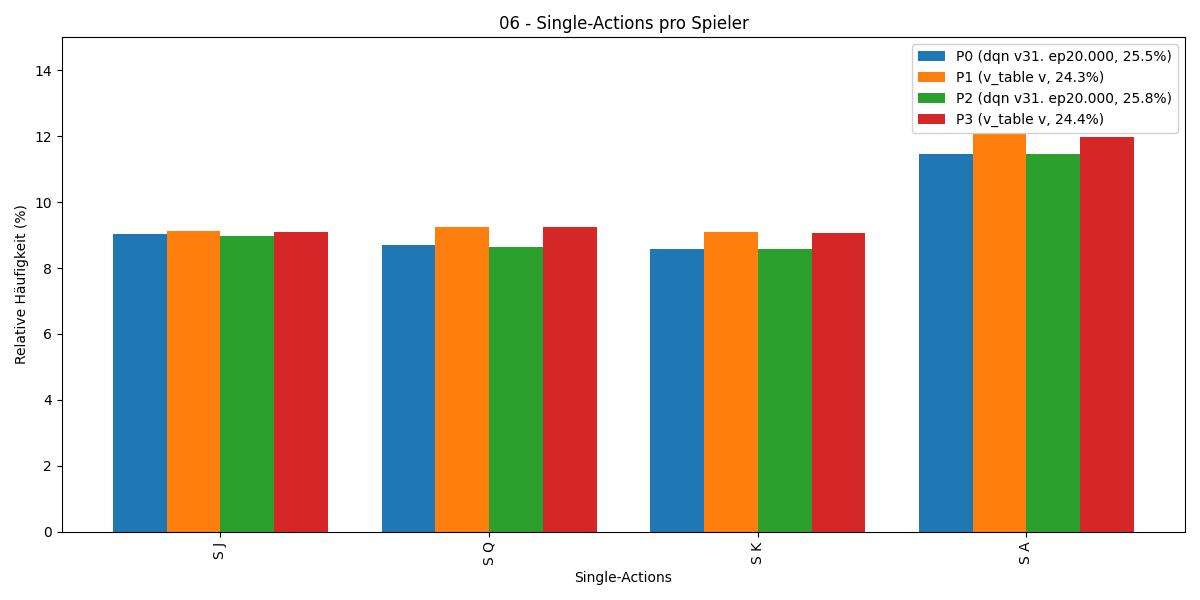 06 - Single-Actions pro Spieler
P0 (dqn v31. ep20.000, 25.5%)
P1 (v_table v, 24.3%)
P2 (dqn v31. ep20.000, 25.8%)
P3 (v_table v, 24.4%)
Relative Häufigkeit (%)
14
12
10
8
6
4
2
0
S J
S Q
S K
S A
Single-Actions